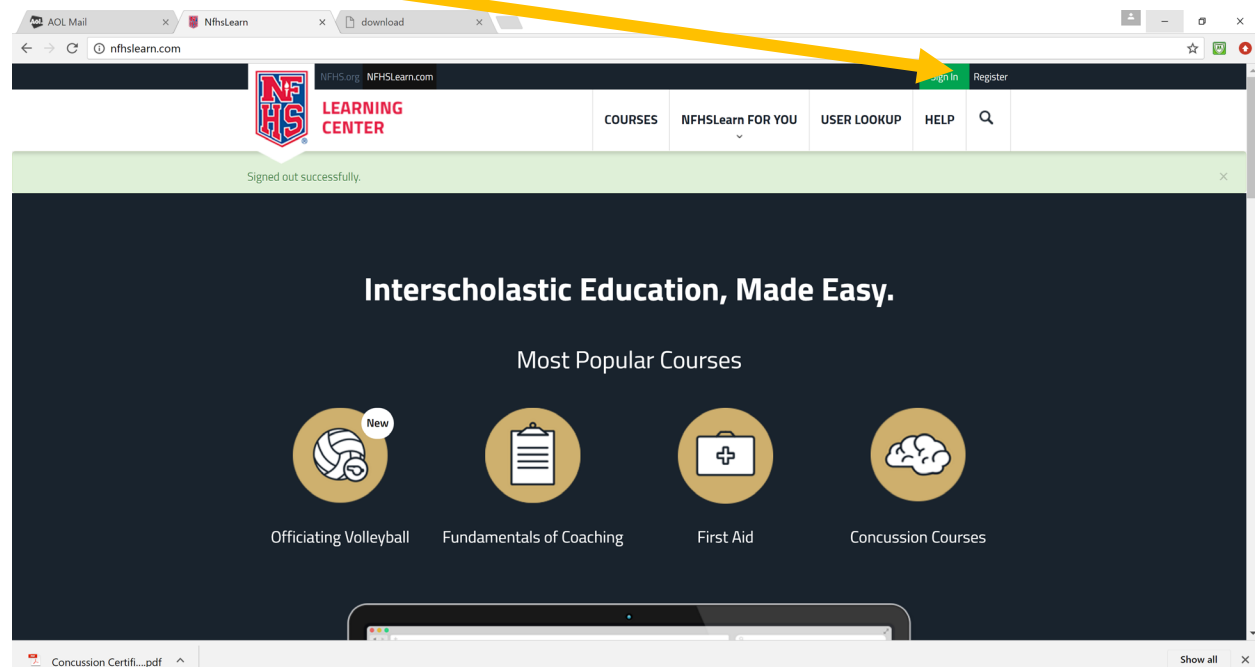 AOL Mail NfhsLearn download
nfhslearn.com
NFHS.org NFHSLearn.com Sign In Register
NFHS LEARNING CENTER
COURSES NFHSLearn FOR YOU USER LOOKUP HELP
Signed out successfully.
Interscholastic Education, Made Easy.
Most Popular Courses
New
Officiating Volleyball Fundamentals of Coaching First Aid Concussion Courses
Concussion Certifi....pdf Show all